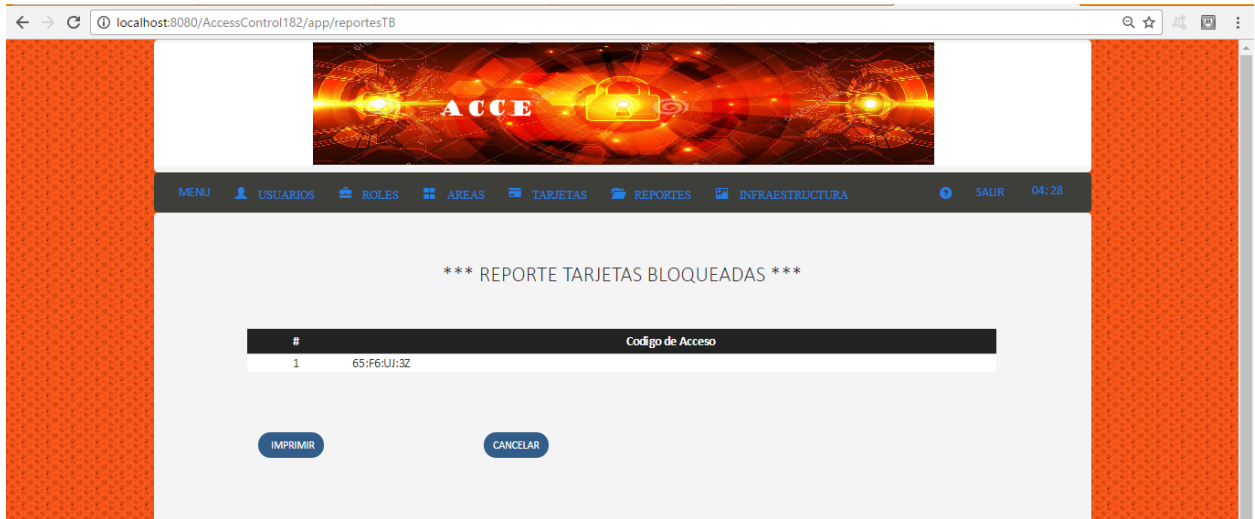 localhost:8080/AccessControl182/app/reportesTB
ACCE
MENU USUARIOS ROLES AREAS TARJETAS REPORTES INFRAESTRUCTURA ? SALIR 04:28
*** REPORTE TARJETAS BLOQUEADAS ***
# Codigo de Acceso
1 65:F6:UJ:3Z
IMPRIMIR CANCELAR